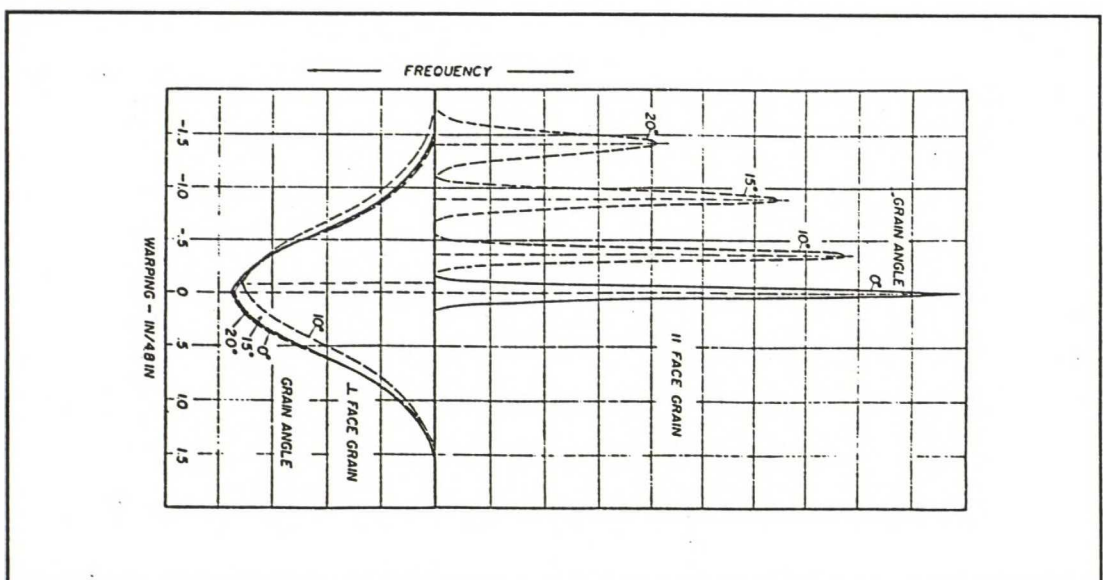 FREQUENCY
-1.5
-1.0
-.5
0
.5
1.0
1.5
WARPING - IN/48 IN
20°
15°
10°
0°
GRAIN ANGLE
|| FACE GRAIN
10°
0°
15°
20°
GRAIN ANGLE
⊥ FACE GRAIN